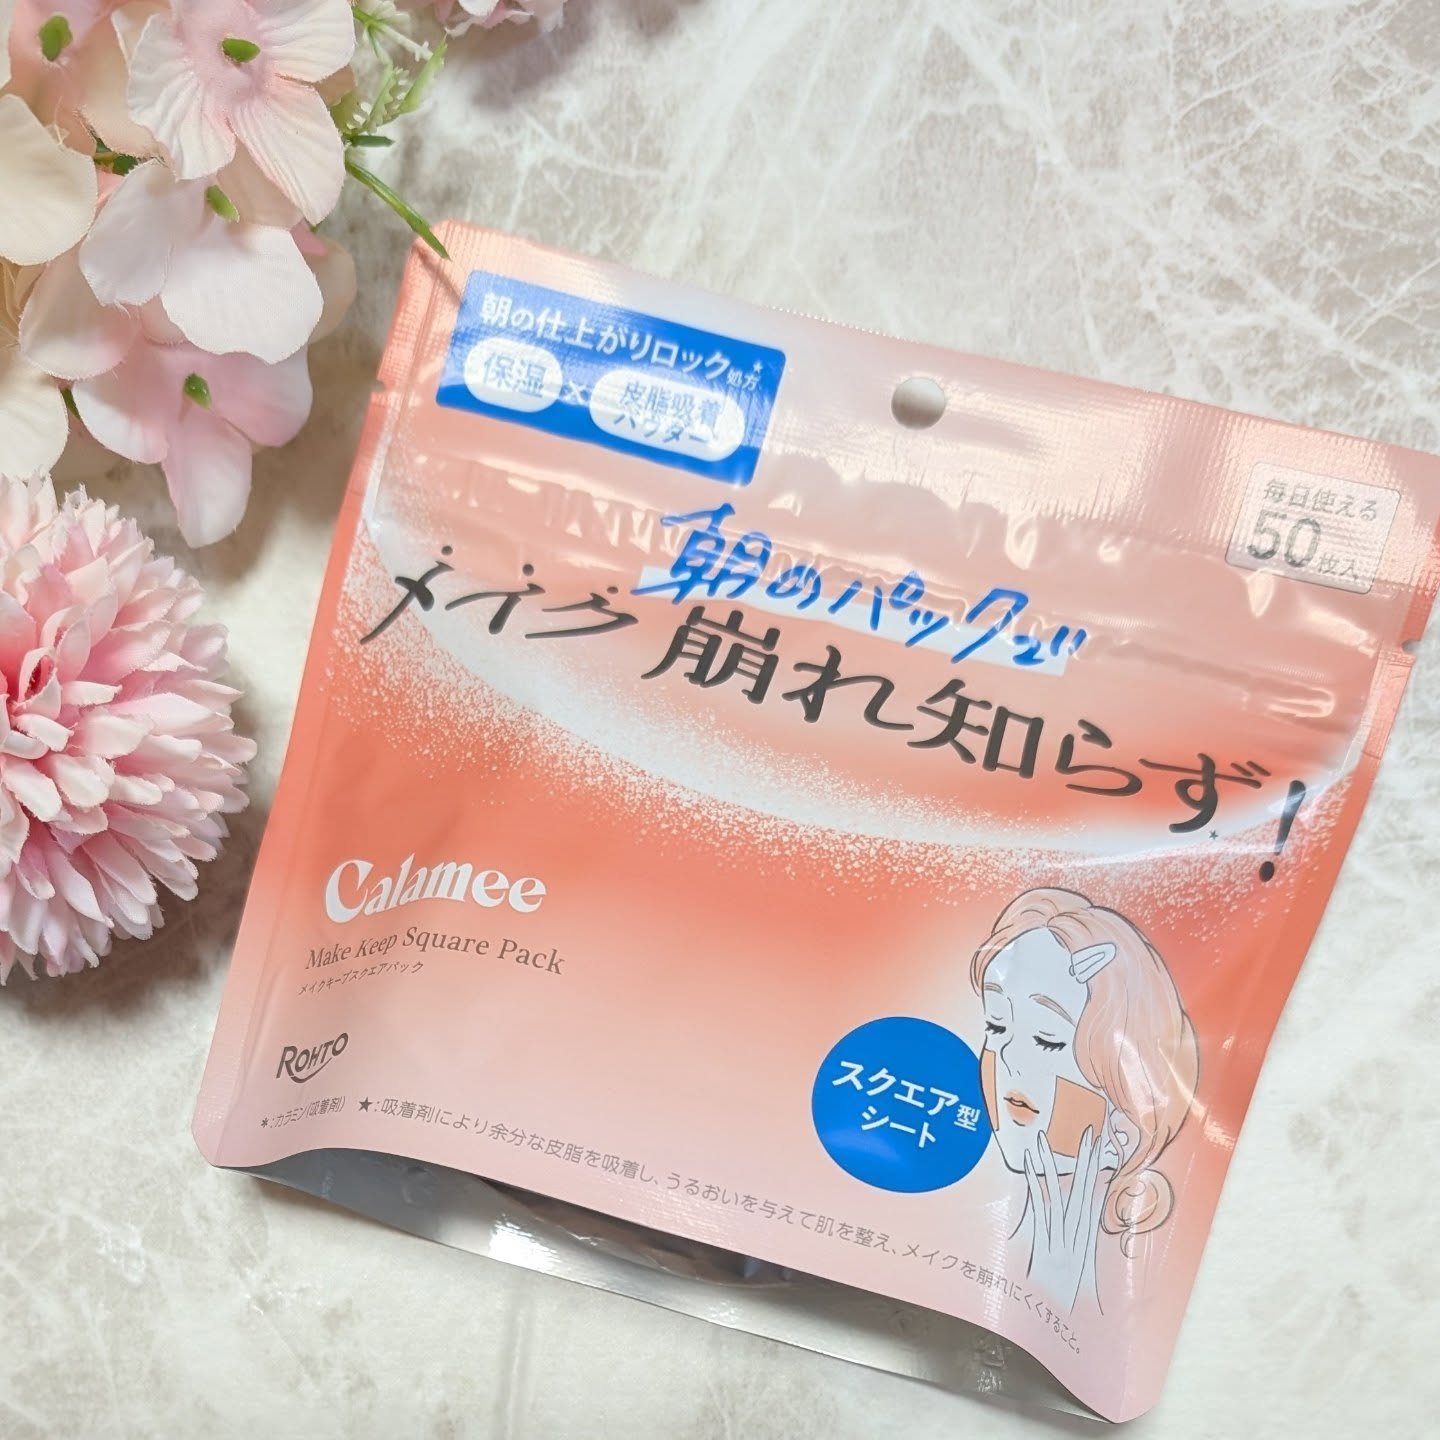 朝の仕上がりロック処方★
保湿×皮脂吸着パウダー*
毎日使える
50枚入
朝のパックで
メイク崩れ知らず★!
Calamee
Make Keep Square Pack
メイクキープスクエアパック
ROHTO
スクエア型
シート
*:カラミン(吸着剤) ★:吸着剤により余分な皮脂を吸着し、うるおいを与えて肌を整え、メイクを崩れにくくすること。